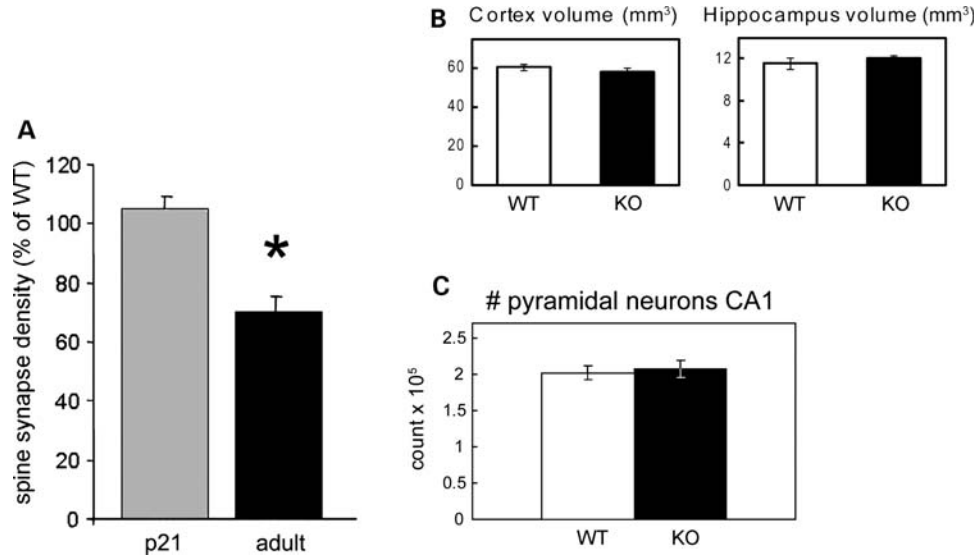 A
spine synapse density (% of WT)
120
100
80
60
40
20
0
*
p21 adult
B
Cortex volume (mm³)
60
40
20
0
WT KO
Hippocampus volume (mm³)
12
8
4
0
WT KO
C
# pyramidal neurons CA1
count x 10⁵
2.5
2
1.5
1
0.5
0
WT KO